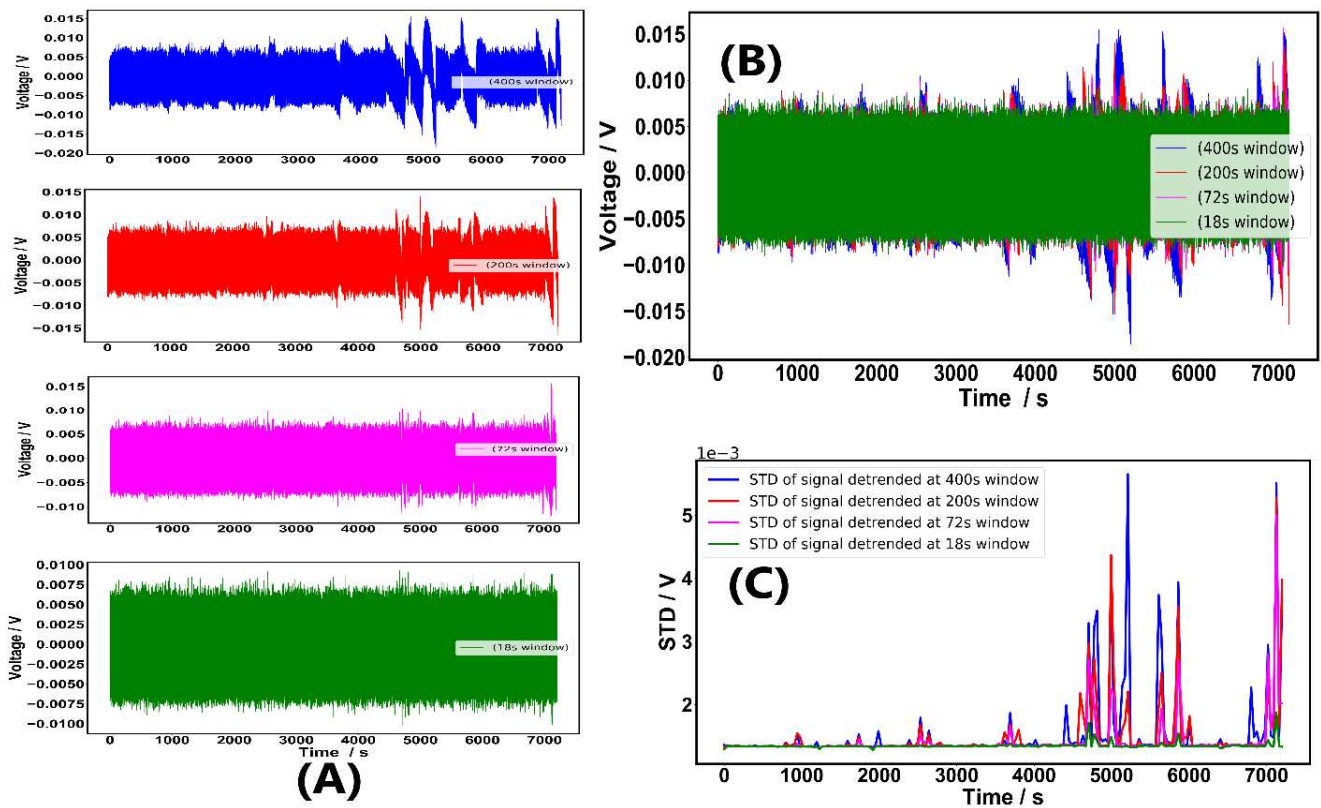 0.015
0.010
0.005
0.000
−0.005
−0.010
−0.015
−0.020
Voltage / V
(400s window)
0 1000 2000 3000 4000 5000 6000 7000
0.015
0.010
0.005
0.000
−0.005
−0.010
−0.015
Voltage / V
(200s window)
0 1000 2000 3000 4000 5000 6000 7000
0.015
0.010
0.005
0.000
−0.005
−0.010
Voltage / V
(72s window)
0 1000 2000 3000 4000 5000 6000 7000
0.0100
0.0075
0.0050
0.0025
0.0000
−0.0025
−0.0050
−0.0075
−0.0100
Voltage / V
(18s window)
0 1000 2000 3000 4000 5000 6000 7000
Time / s
(A)
(B)
0.015
0.010
0.005
0.000
−0.005
−0.010
−0.015
−0.020
Voltage / V
(400s window)
(200s window)
(72s window)
(18s window)
0 1000 2000 3000 4000 5000 6000 7000
Time / s
1e−3
STD of signal detrended at 400s window
STD of signal detrended at 200s window
STD of signal detrended at 72s window
STD of signal detrended at 18s window
(C)
5
4
3
2
STD / V
0 1000 2000 3000 4000 5000 6000 7000
Time / s